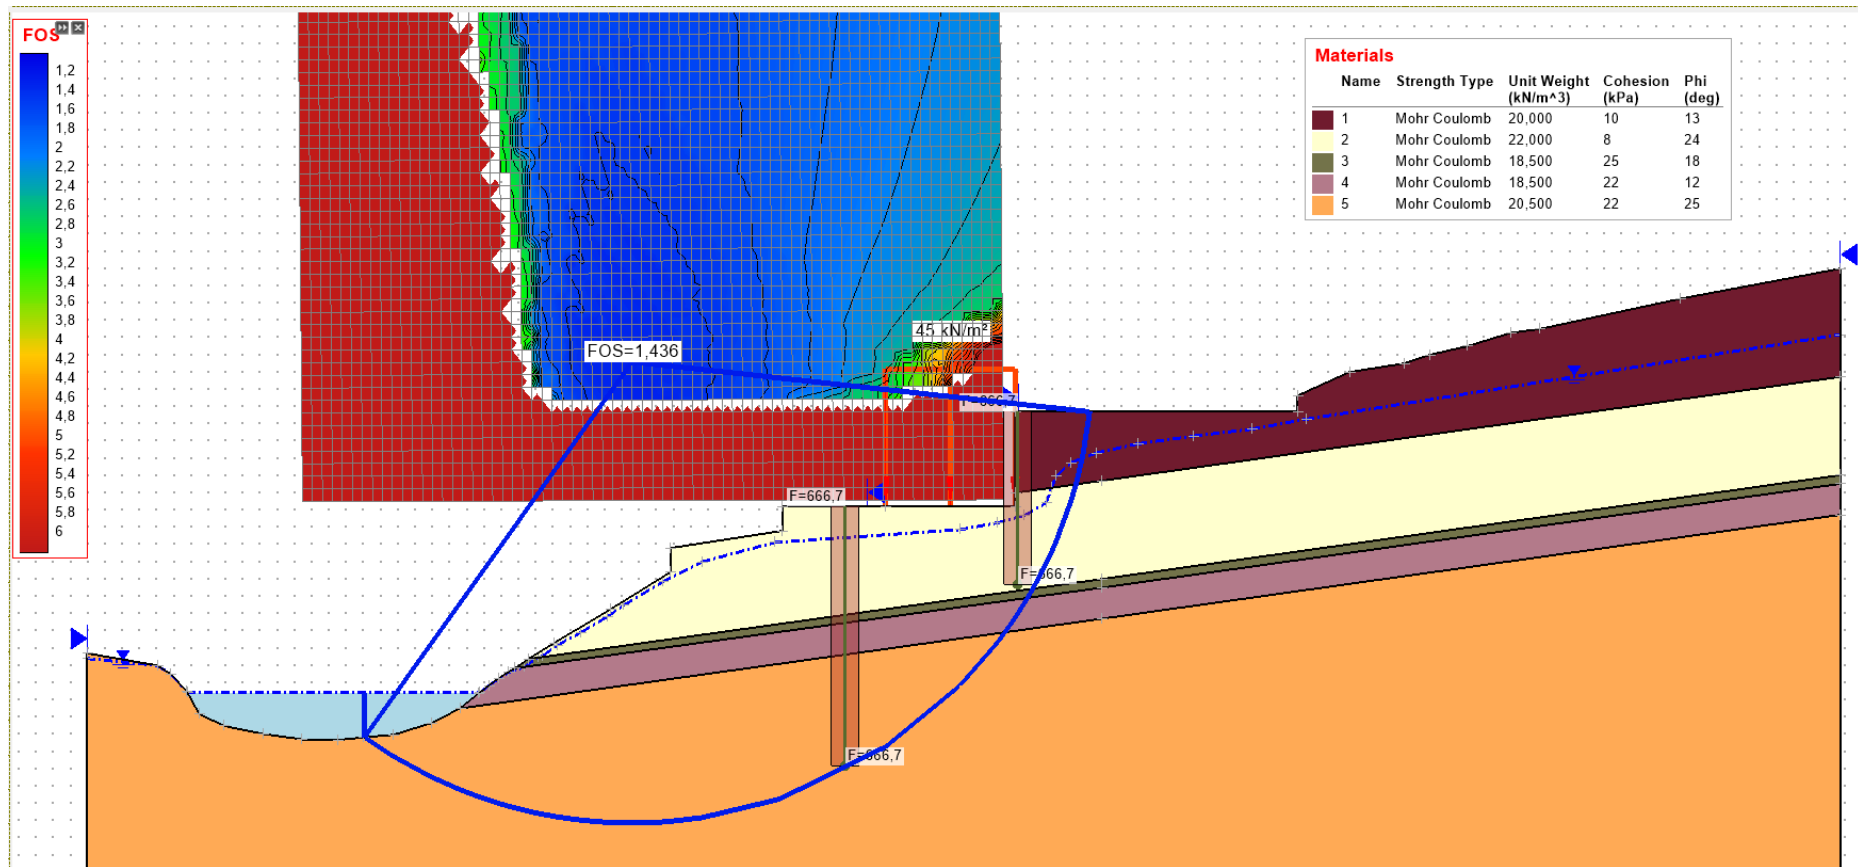 FOS
1,2
1,4
1,6
1,8
2
2,2
2,4
2,6
2,8
3
3,2
3,4
3,6
3,8
4
4,2
4,4
4,6
4,8
5
5,2
5,4
5,6
5,8
6
Materials
Name Strength Type Unit Weight (kN/m^3) Cohesion (kPa) Phi (deg)
1 Mohr Coulomb 20,000 10 13
2 Mohr Coulomb 22,000 8 24
3 Mohr Coulomb 18,500 25 18
4 Mohr Coulomb 18,500 22 12
5 Mohr Coulomb 20,500 22 25
45 kN/m²
FOS=1,436
F=666,7
F=666,7
F=666,7
F=666,7